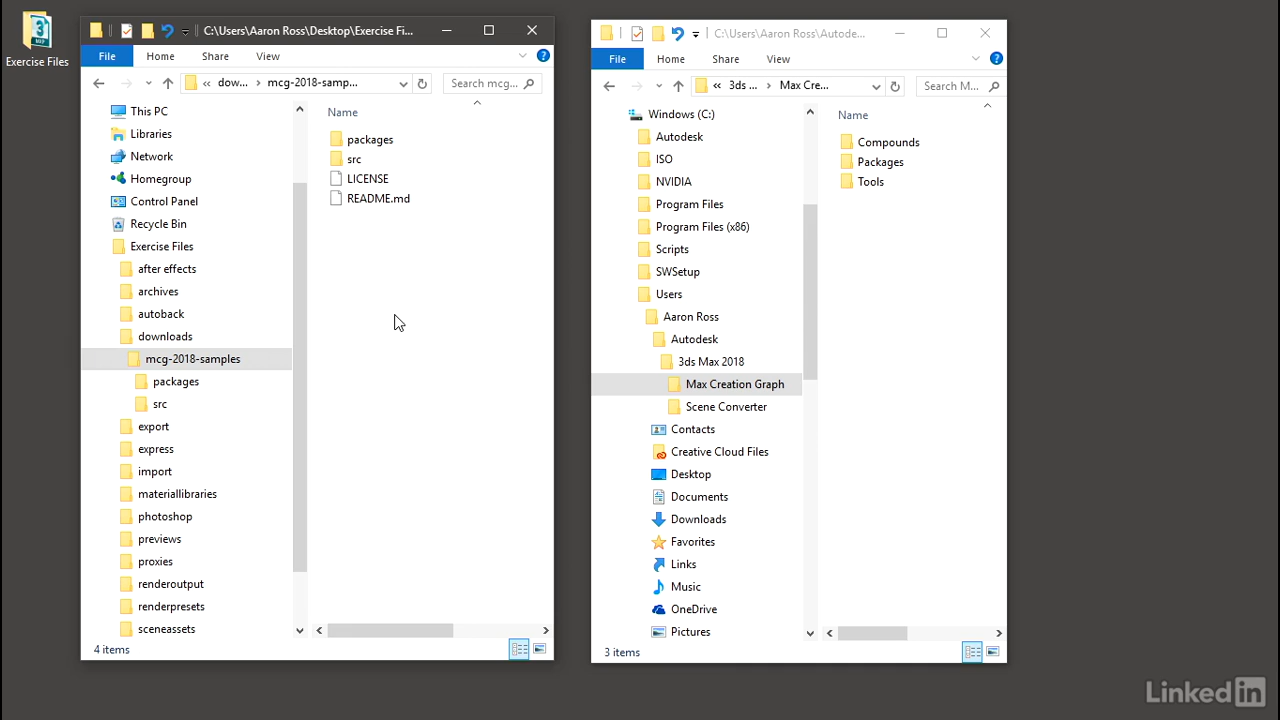 Exercise Files
C:\Users\Aaron Ross\Desktop\Exercise Fi...
File
Home
Share
View
« dow... > mcg-2018-samp...
Search mcg...
This PC
Libraries
Network
Homegroup
Control Panel
Recycle Bin
Exercise Files
after effects
archives
autoback
downloads
mcg-2018-samples
packages
src
export
express
import
materiallibraries
photoshop
previews
proxies
renderoutput
renderpresets
sceneassets
Name
packages
src
LICENSE
README.md
4 items
C:\Users\Aaron Ross\Autode...
File
Home
Share
View
« 3ds ... > Max Cre...
Search M...
Windows (C:)
Autodesk
ISO
NVIDIA
Program Files
Program Files (x86)
Scripts
SWSetup
Users
Aaron Ross
Autodesk
3ds Max 2018
Max Creation Graph
Scene Converter
Contacts
Creative Cloud Files
Desktop
Documents
Downloads
Favorites
Links
Music
OneDrive
Pictures
Name
Compounds
Packages
Tools
3 items
Linkedin